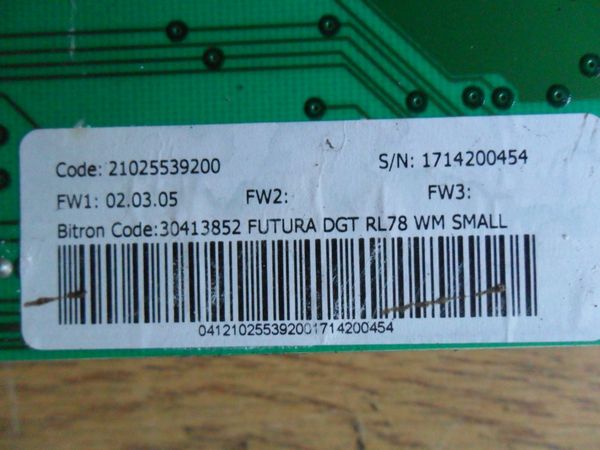 Code: 21025539200 S/N: 1714200454
FW1: 02.03.05 FW2: FW3:
Bitron Code:30413852 FUTURA DGT RL78 WM SMALL
041210255392001714200454